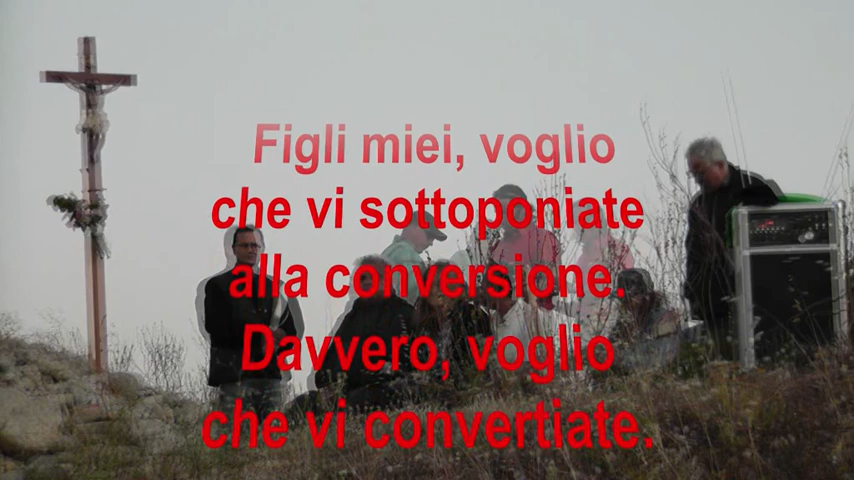 Figli miei, voglio
che vi sottoponiate
alla conversione.
Davvero, voglio
che vi convertiate.